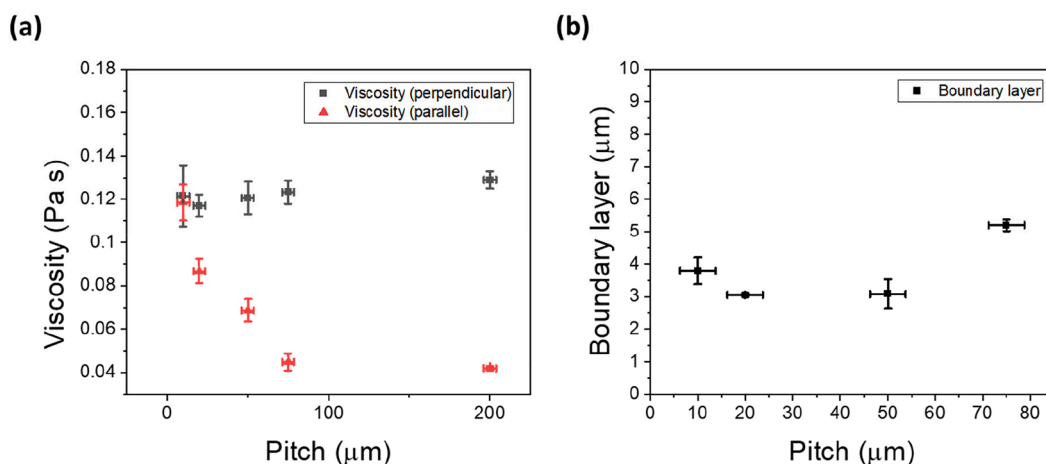 (a)
(b)
0.18
0.16
0.14
0.12
0.1
0.08
0.06
0.04
Viscosity (Pa s)
Viscosity (perpendicular)
Viscosity (parallel)
0
100
200
Pitch (μm)
10
9
8
7
6
5
4
3
2
1
0
Boundary layer (μm)
Boundary layer
0 10 20 30 40 50 60 70 80
Pitch (μm)